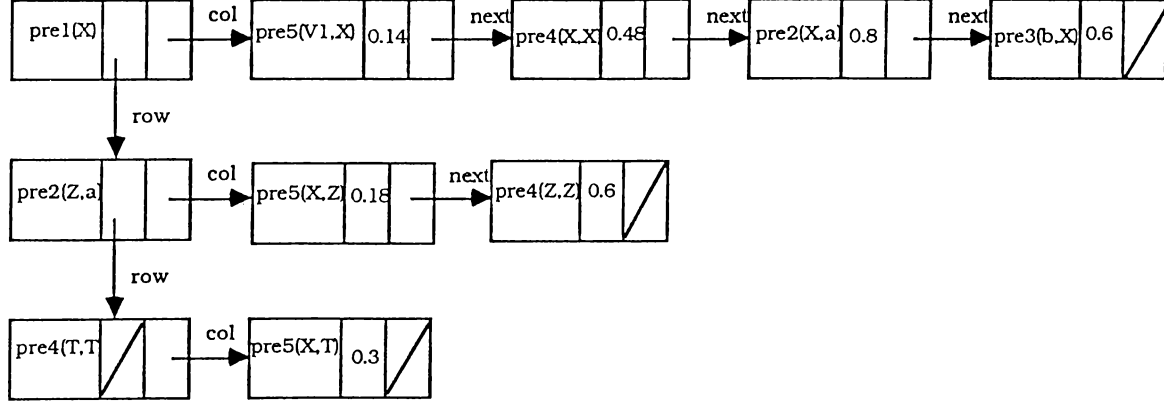 pre1(X) col pre5(V1,X) 0.14 next pre4(X,X) 0.48 next pre2(X,a) 0.8 next pre3(b,X) 0.6
row
pre2(Z,a) col pre5(X,Z) 0.18 next pre4(Z,Z) 0.6
row
pre4(T,T col pre5(X,T) 0.3